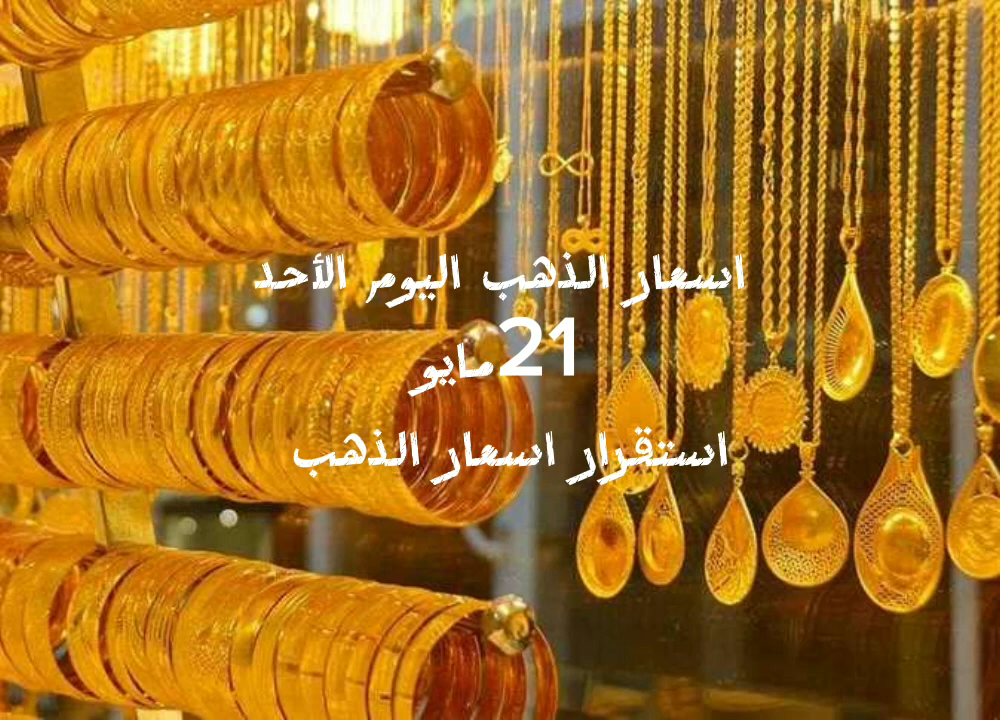 اسعار الذهب اليوم الأحد
21مايو
استقرار اسعار الذهب